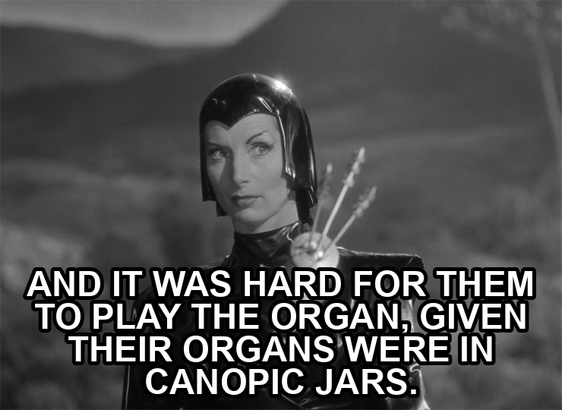 AND IT WAS HARD FOR THEM
TO PLAY THE ORGAN, GIVEN
THEIR ORGANS WERE IN
CANOPIC JARS.